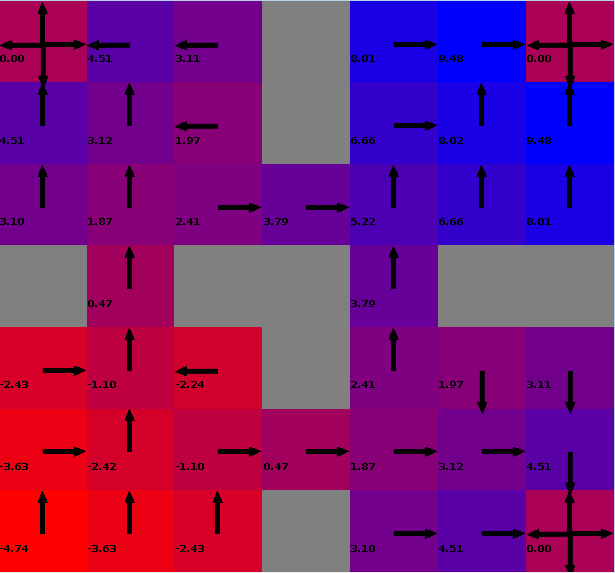 0.00 4.51 3.11 8.01 9.48 0.00
4.51 3.12 1.97 6.66 8.02 9.48
3.10 1.87 2.41 3.79 5.22 6.66 8.01
0.47 3.79
-2.43 -1.10 -2.24 2.41 1.97 3.11
-3.63 -2.42 -1.10 0.47 1.87 3.12 4.51
-4.74 -3.63 -2.43 3.10 4.51 0.00